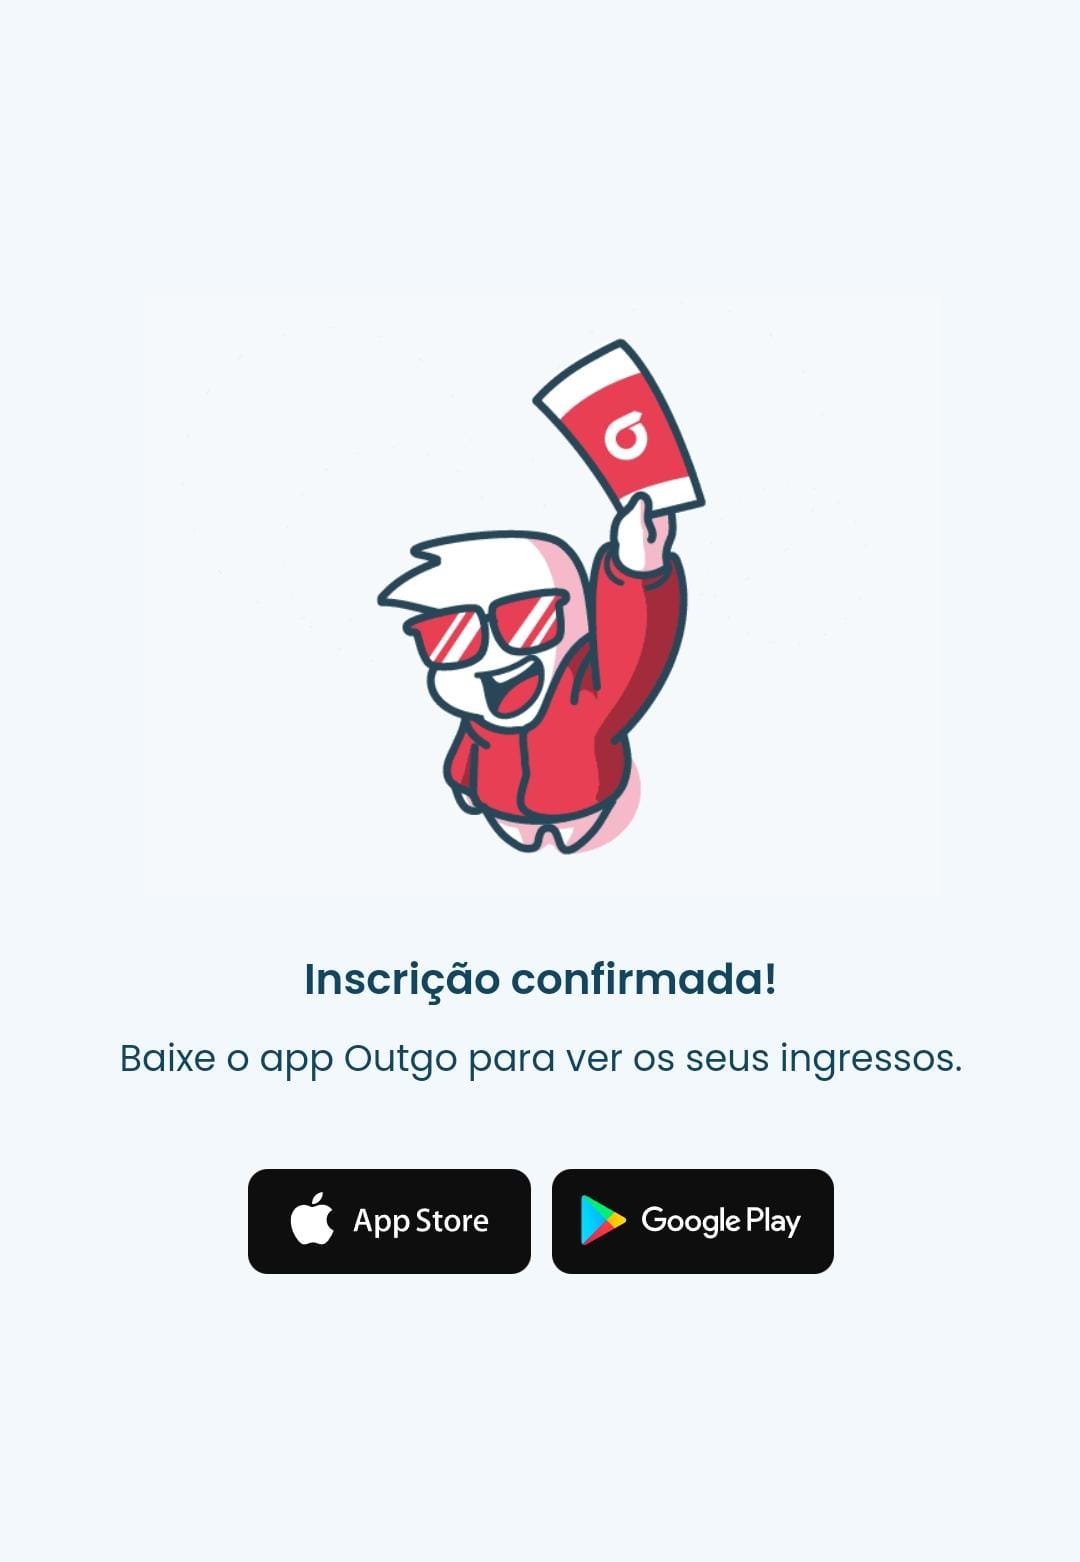 Inscrição confirmada!
Baixe o app Outgo para ver os seus ingressos.
App Store
Google Play